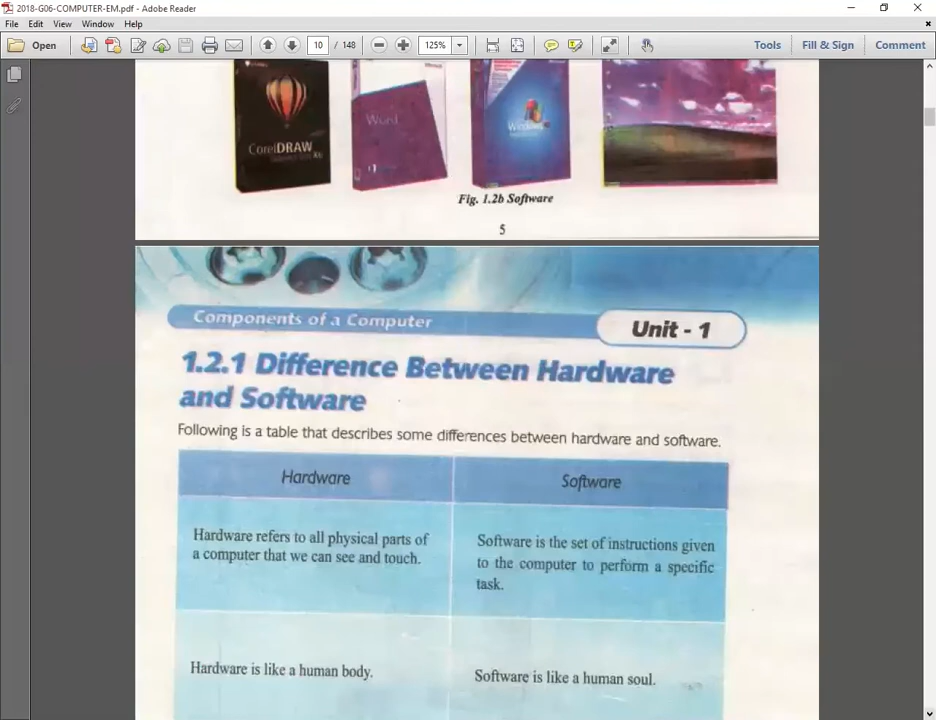 2018-G06-COMPUTER-EM.pdf - Adobe Reader
File Edit View Window Help
Open 10 / 148 125% Tools Fill & Sign Comment
CorelDRAW
X6
Word
Windows
Fig. 1.2b Software
5
Components of a Computer
Unit - 1
1.2.1 Difference Between Hardware
and Software
Following is a table that describes some differences between hardware and software.
Hardware
Software
Hardware refers to all physical parts of
a computer that we can see and touch.
Software is the set of instructions given
to the computer to perform a specific
task.
Hardware is like a human body.
Software is like a human soul.